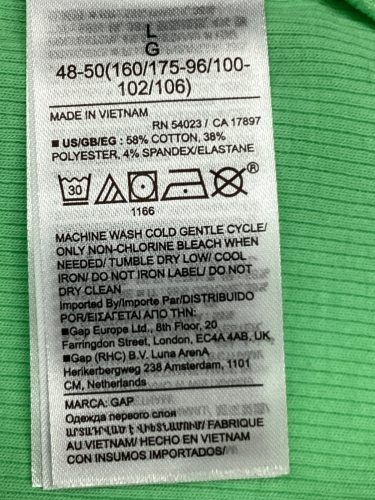 L
G
48-50(160/175-96/100-
102/106)
MADE IN VIETNAM
RN 54023 / CA 17897
■ US/GB/EG : 58% COTTON, 38%
POLYESTER, 4% SPANDEX/ELASTANE
30
®
1166
MACHINE WASH COLD GENTLE CYCLE/
ONLY NON-CHLORINE BLEACH WHEN
NEEDED/ TUMBLE DRY LOW/ COOL
IRON/ DO NOT IRON LABEL/ DO NOT
DRY CLEAN
Imported By/Importe Par/DISTRIBUIDO
POR/ΕΙΣΑΓΕΤΑΙ ΑΠΟ ΤΗΝ:
■Gap Europe Ltd., 8th Floor, 20
Farringdon Street, London, EC4A 4AB, UK
■Gap (RHC) B.V. Luna ArenA
Herikerbergweg 238 Amsterdam, 1101
CM, Netherlands
MARCA: GAP
Одежда первого слоя
ԱՐՏԱԴՐՎԱԾ Է ՎԻԵՏՆԱՄՈՒՄ/ FABRIQUE
AU VIETNAM/ HECHO EN VIETNAM
CON INSUMOS IMPORTADOS/